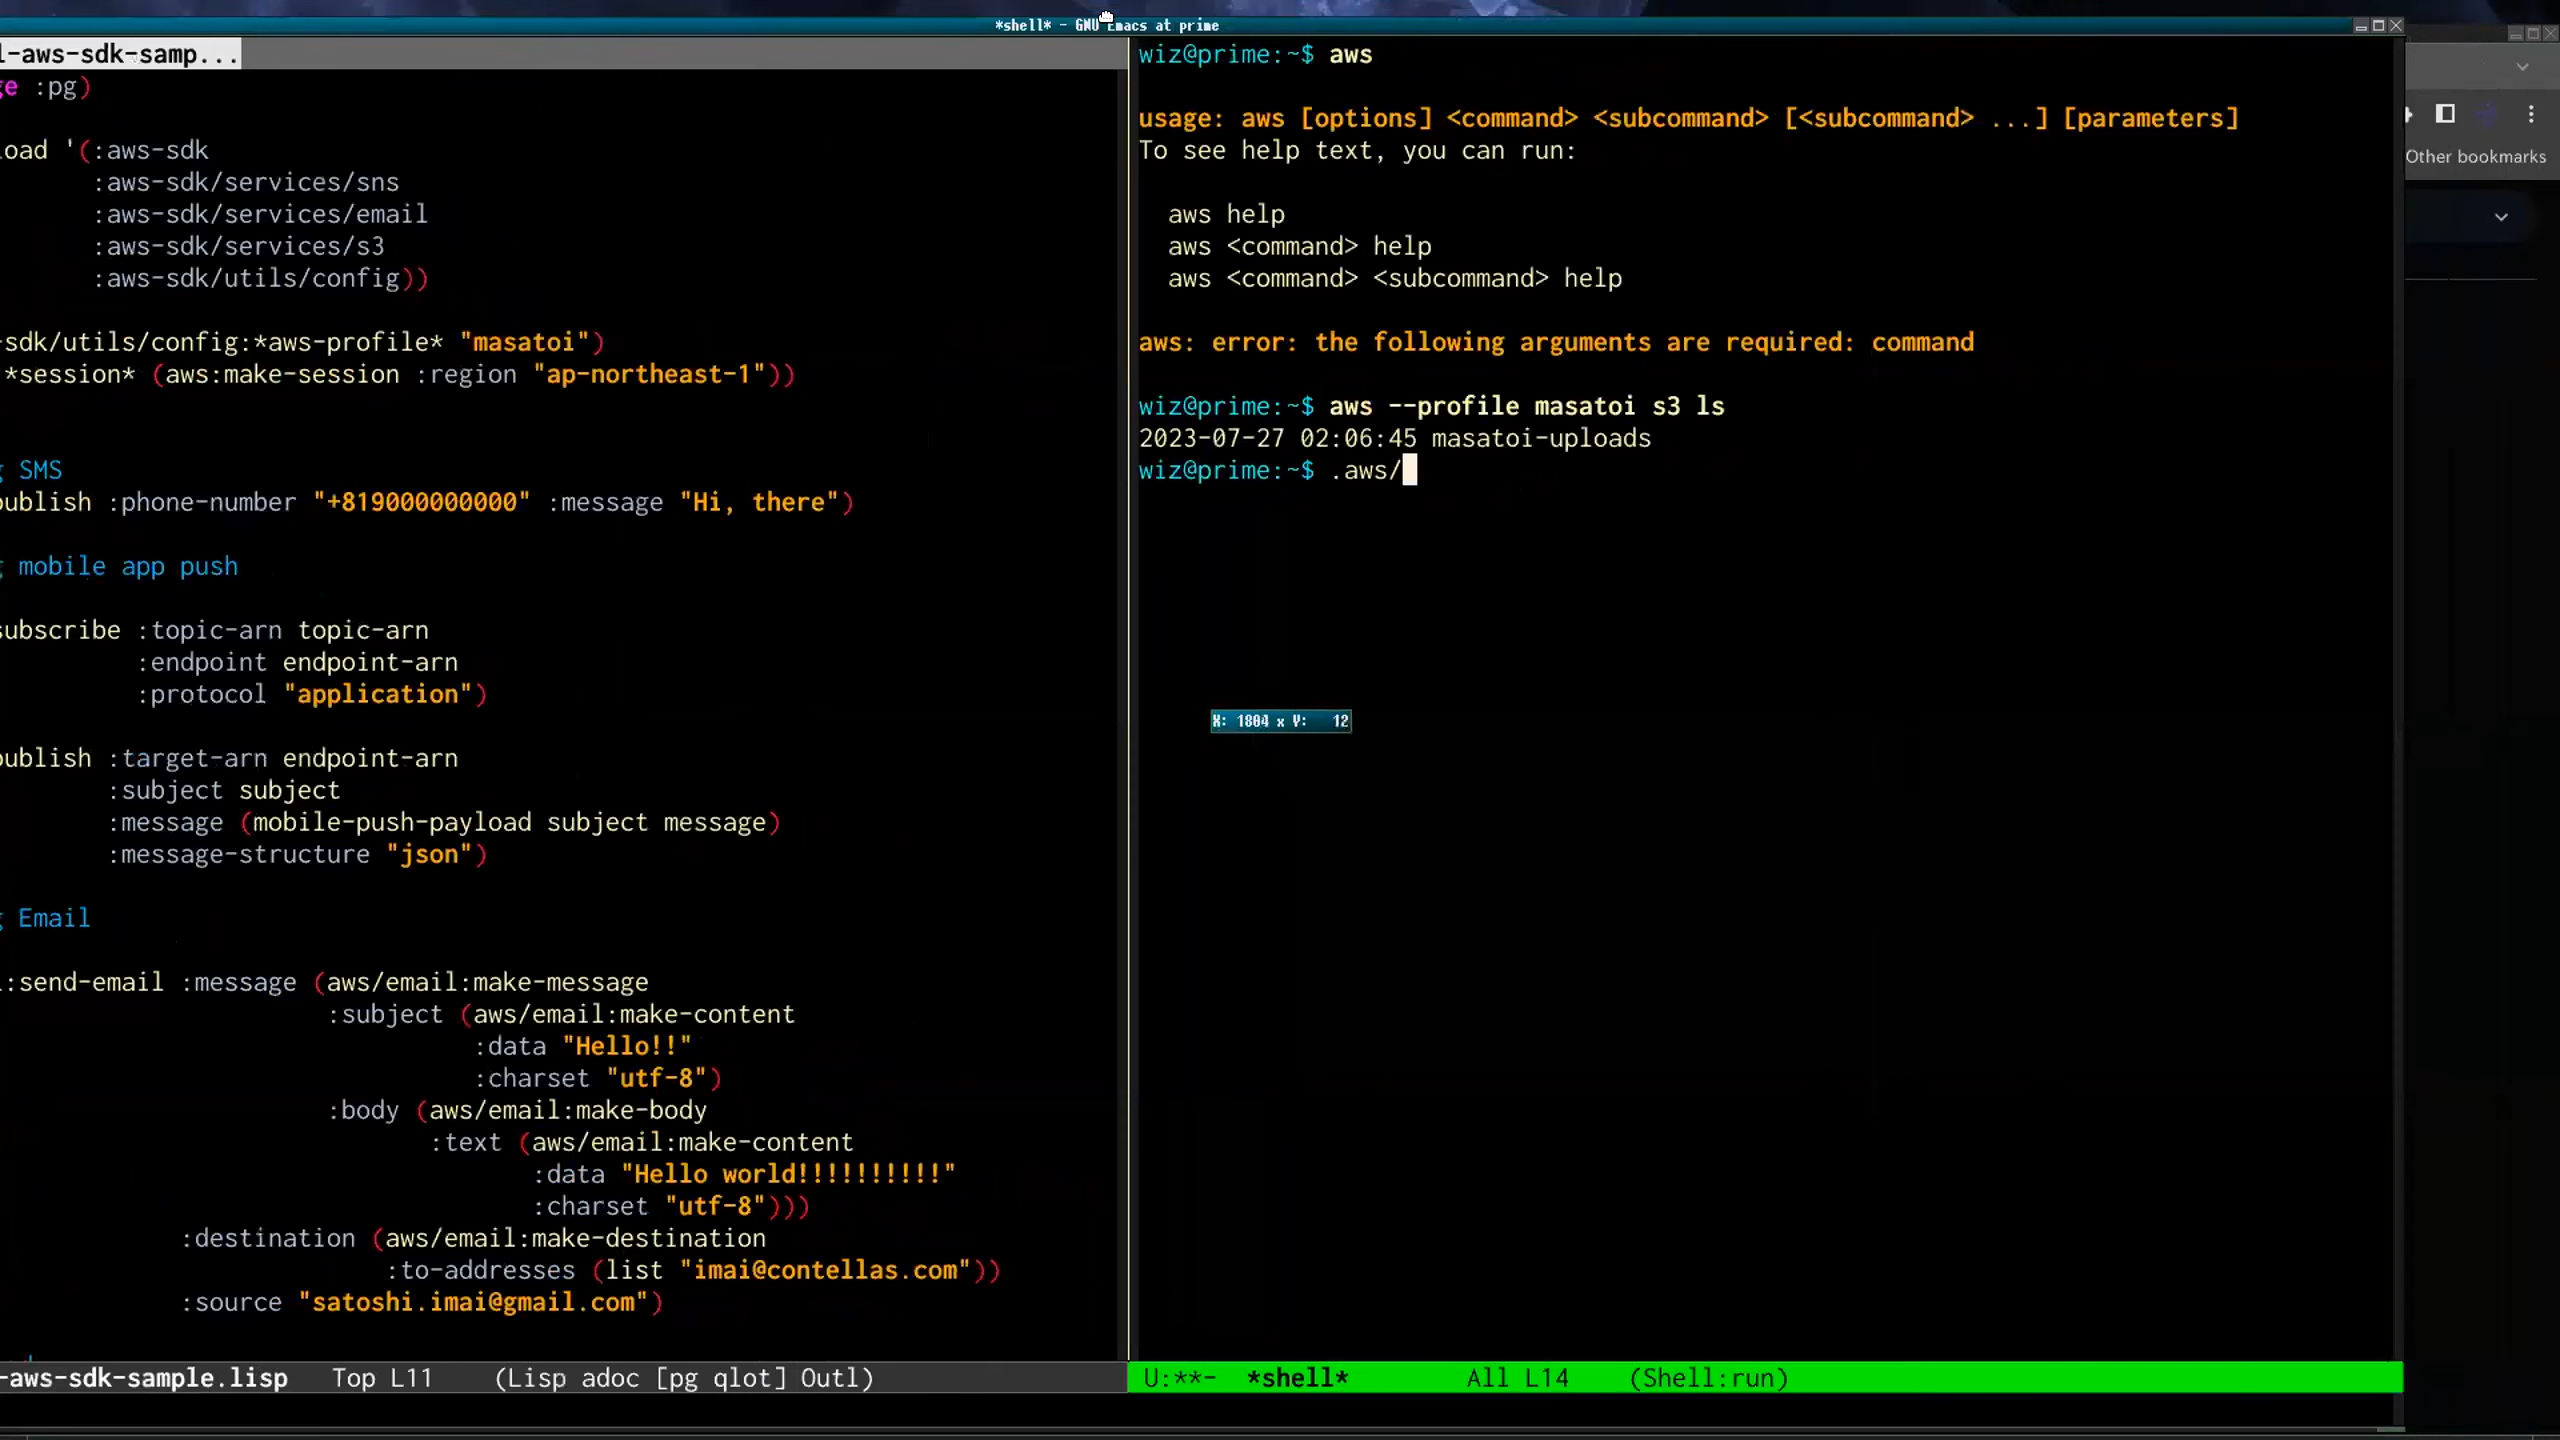 *shell* - GNU Emacs at prime
l-aws-sdk-samp...
ge :pg)
load '(:aws-sdk
:aws-sdk/services/sns
:aws-sdk/services/email
:aws-sdk/services/s3
:aws-sdk/utils/config))
-sdk/utils/config:*aws-profile* "masatoi")
*session* (aws:make-session :region "ap-northeast-1"))
g SMS
publish :phone-number "+819000000000" :message "Hi, there")
g mobile app push
subscribe :topic-arn topic-arn
:endpoint endpoint-arn
:protocol "application")
publish :target-arn endpoint-arn
:subject subject
:message (mobile-push-payload subject message)
:message-structure "json")
g Email
:send-email :message (aws/email:make-message
:subject (aws/email:make-content
:data "Hello!!"
:charset "utf-8")
:body (aws/email:make-body
:text (aws/email:make-content
:data "Hello world!!!!!!!!!!"
:charset "utf-8")))
:destination (aws/email:make-destination
:to-addresses (list "imai@contellas.com"))
:source "satoshi.imai@gmail.com")
-aws-sdk-sample.lisp Top L11 (Lisp adoc [pg qlot] Outl)
wiz@prime:~$ aws
usage: aws [options] <command> <subcommand> [<subcommand> ...] [parameters]
To see help text, you can run:
aws help
aws <command> help
aws <command> <subcommand> help
aws: error: the following arguments are required: command
wiz@prime:~$ aws --profile masatoi s3 ls
2023-07-27 02:06:45 masatoi-uploads
wiz@prime:~$ .aws/
X: 1804 x Y: 12
U:**- *shell* All L14 (Shell:run)
Other bookmarks